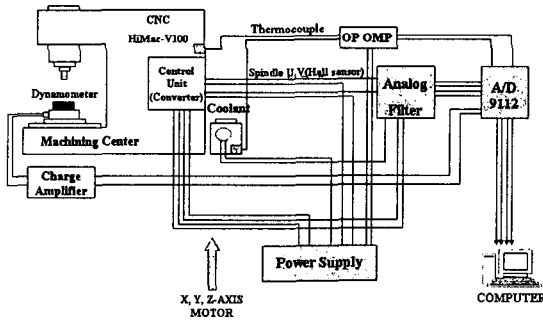 CNC
HiMac-V100
Thermocouple
OP OMP
Control
Unit
(Converter)
Spindle U,V(Hall sensor)
Analog
Filter
A/D
9112
Dynamometer
Coolant
Machining Center
Charge
Amplifier
Power Supply
X, Y, Z-AXIS
MOTOR
COMPUTER